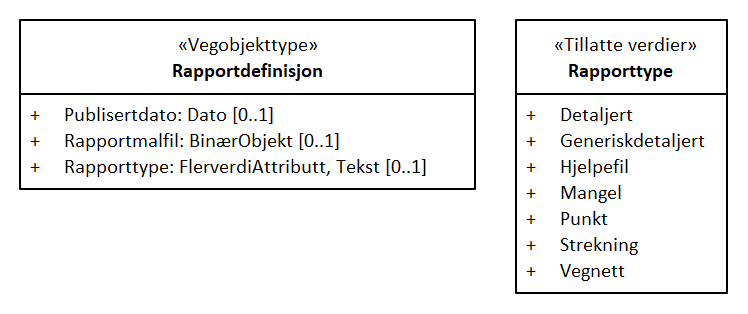 «Vegobjekttype»
Rapportdefinisjon
+ Publisertdato: Dato [0..1]
+ Rapportmalfil: BinærObjekt [0..1]
+ Rapporttype: FlerverdiAttributt, Tekst [0..1]
«Tillatte verdier»
Rapporttype
+ Detaljert
+ Generiskdetaljert
+ Hjelpefil
+ Mangel
+ Punkt
+ Strekning
+ Vegnett